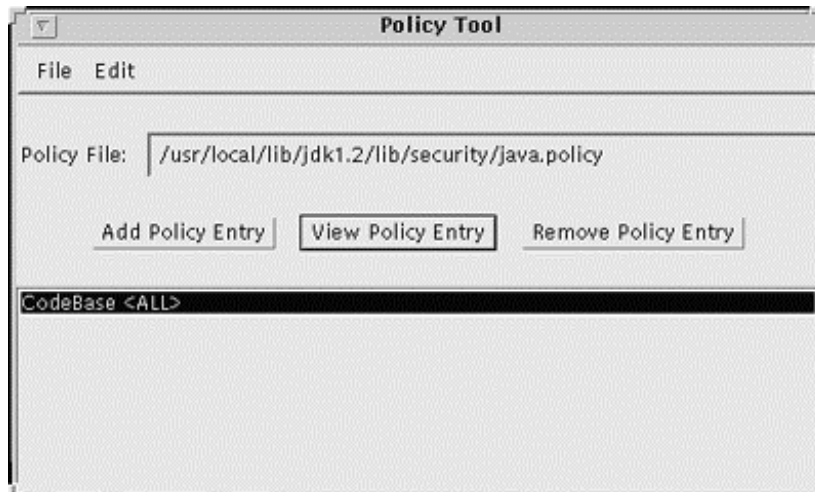 Policy Tool
File Edit
Policy File: /usr/local/lib/jdk1.2/lib/security/java.policy
Add Policy Entry View Policy Entry Remove Policy Entry
CodeBase <ALL>